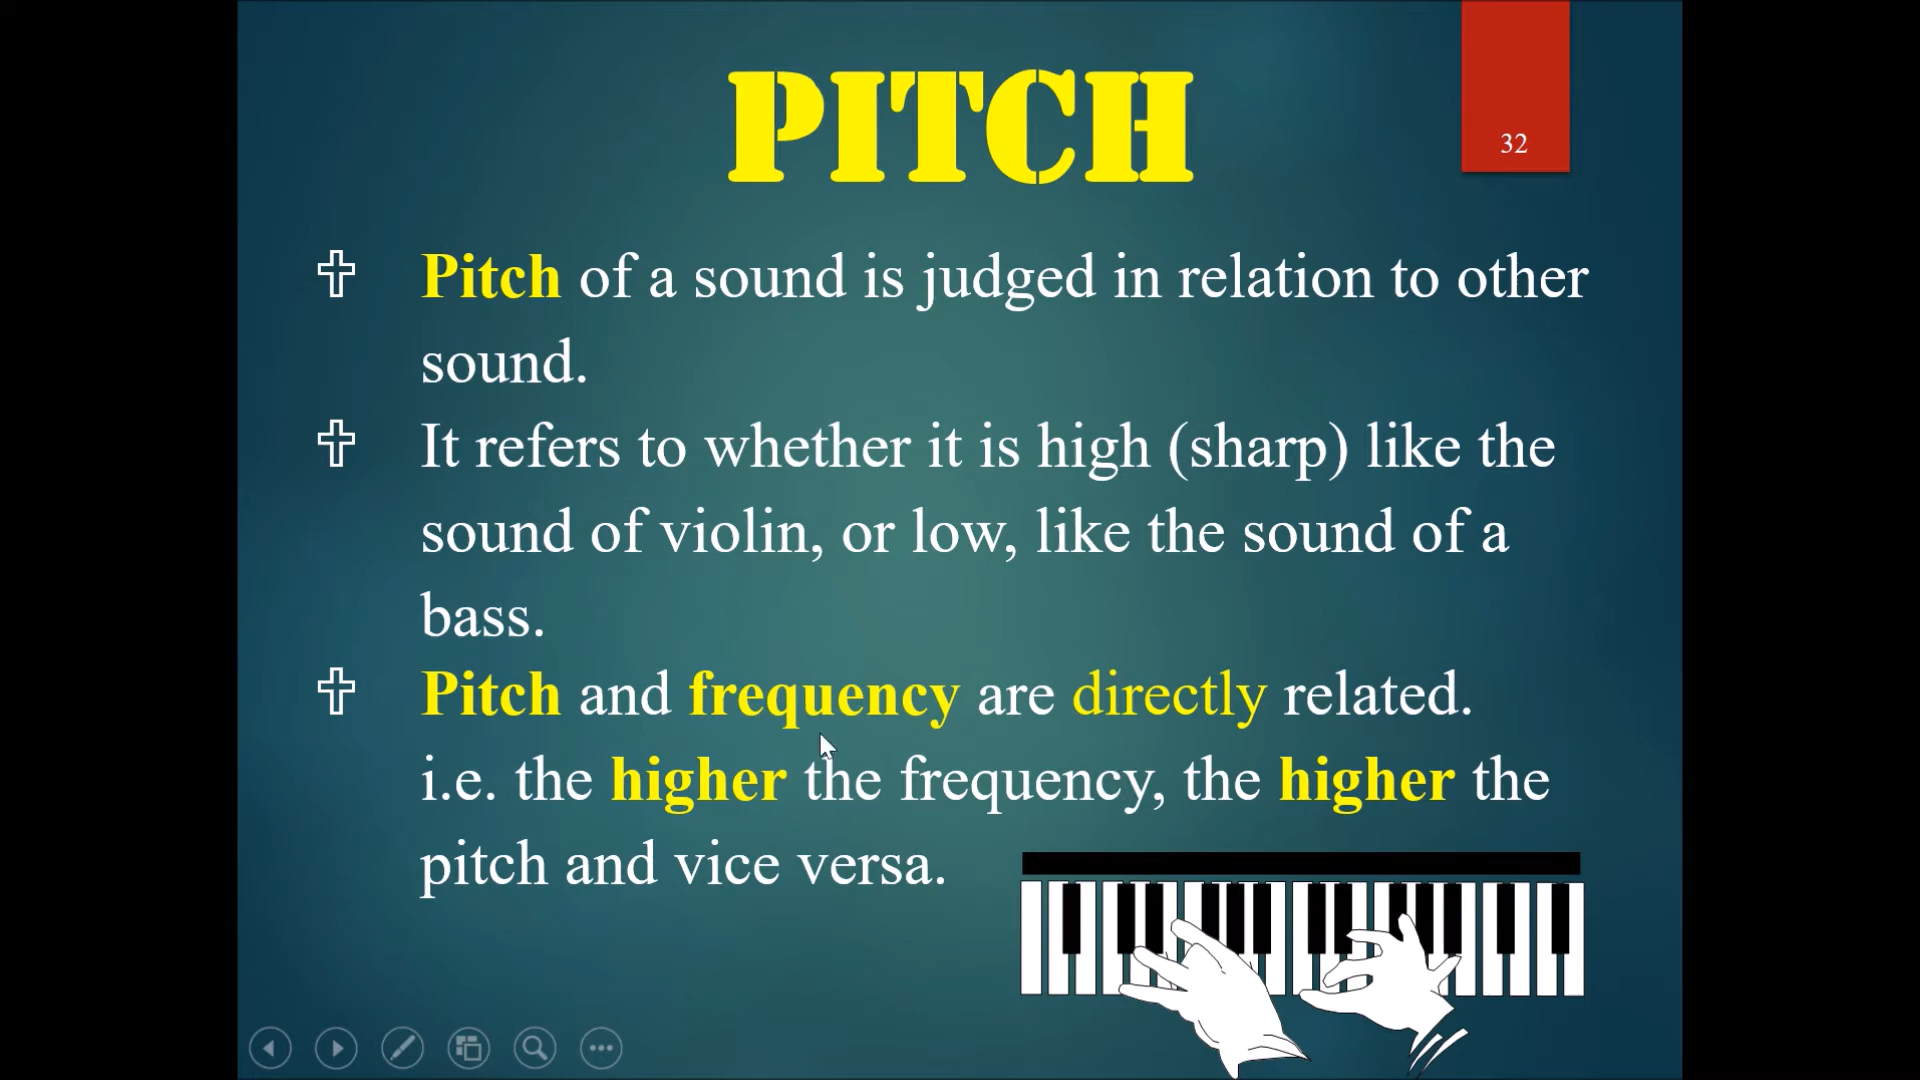 PITCH
32
Pitch of a sound is judged in relation to other
sound.
It refers to whether it is high (sharp) like the
sound of violin, or low, like the sound of a
bass.
Pitch and frequency are directly related.
i.e. the higher the frequency, the higher the
pitch and vice versa.